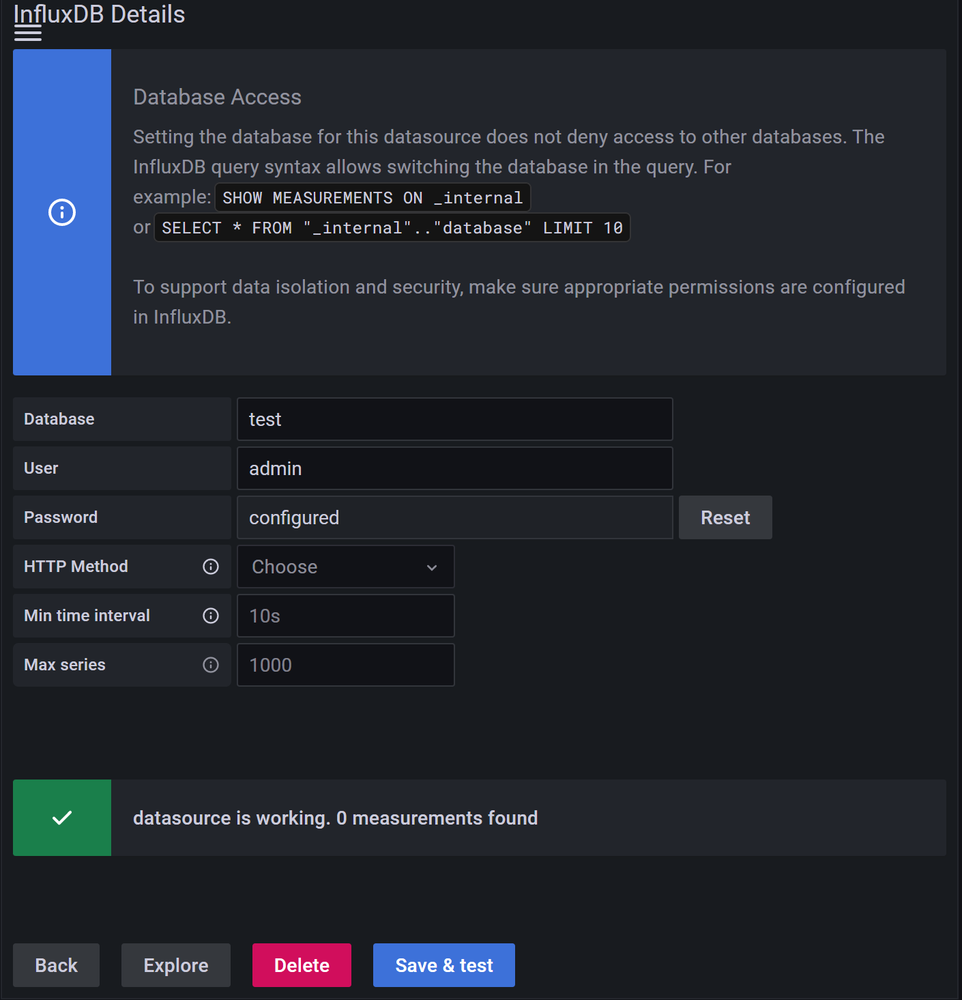 InfluxDB Details
Database Access
Setting the database for this datasource does not deny access to other databases. The
InfluxDB query syntax allows switching the database in the query. For
example: SHOW MEASUREMENTS ON _internal
or SELECT * FROM "_internal".."database" LIMIT 10
To support data isolation and security, make sure appropriate permissions are configured
in InfluxDB.
Database test
User admin
Password configured Reset
HTTP Method Choose
Min time interval 10s
Max series 1000
datasource is working. 0 measurements found
Back Explore Delete Save & test